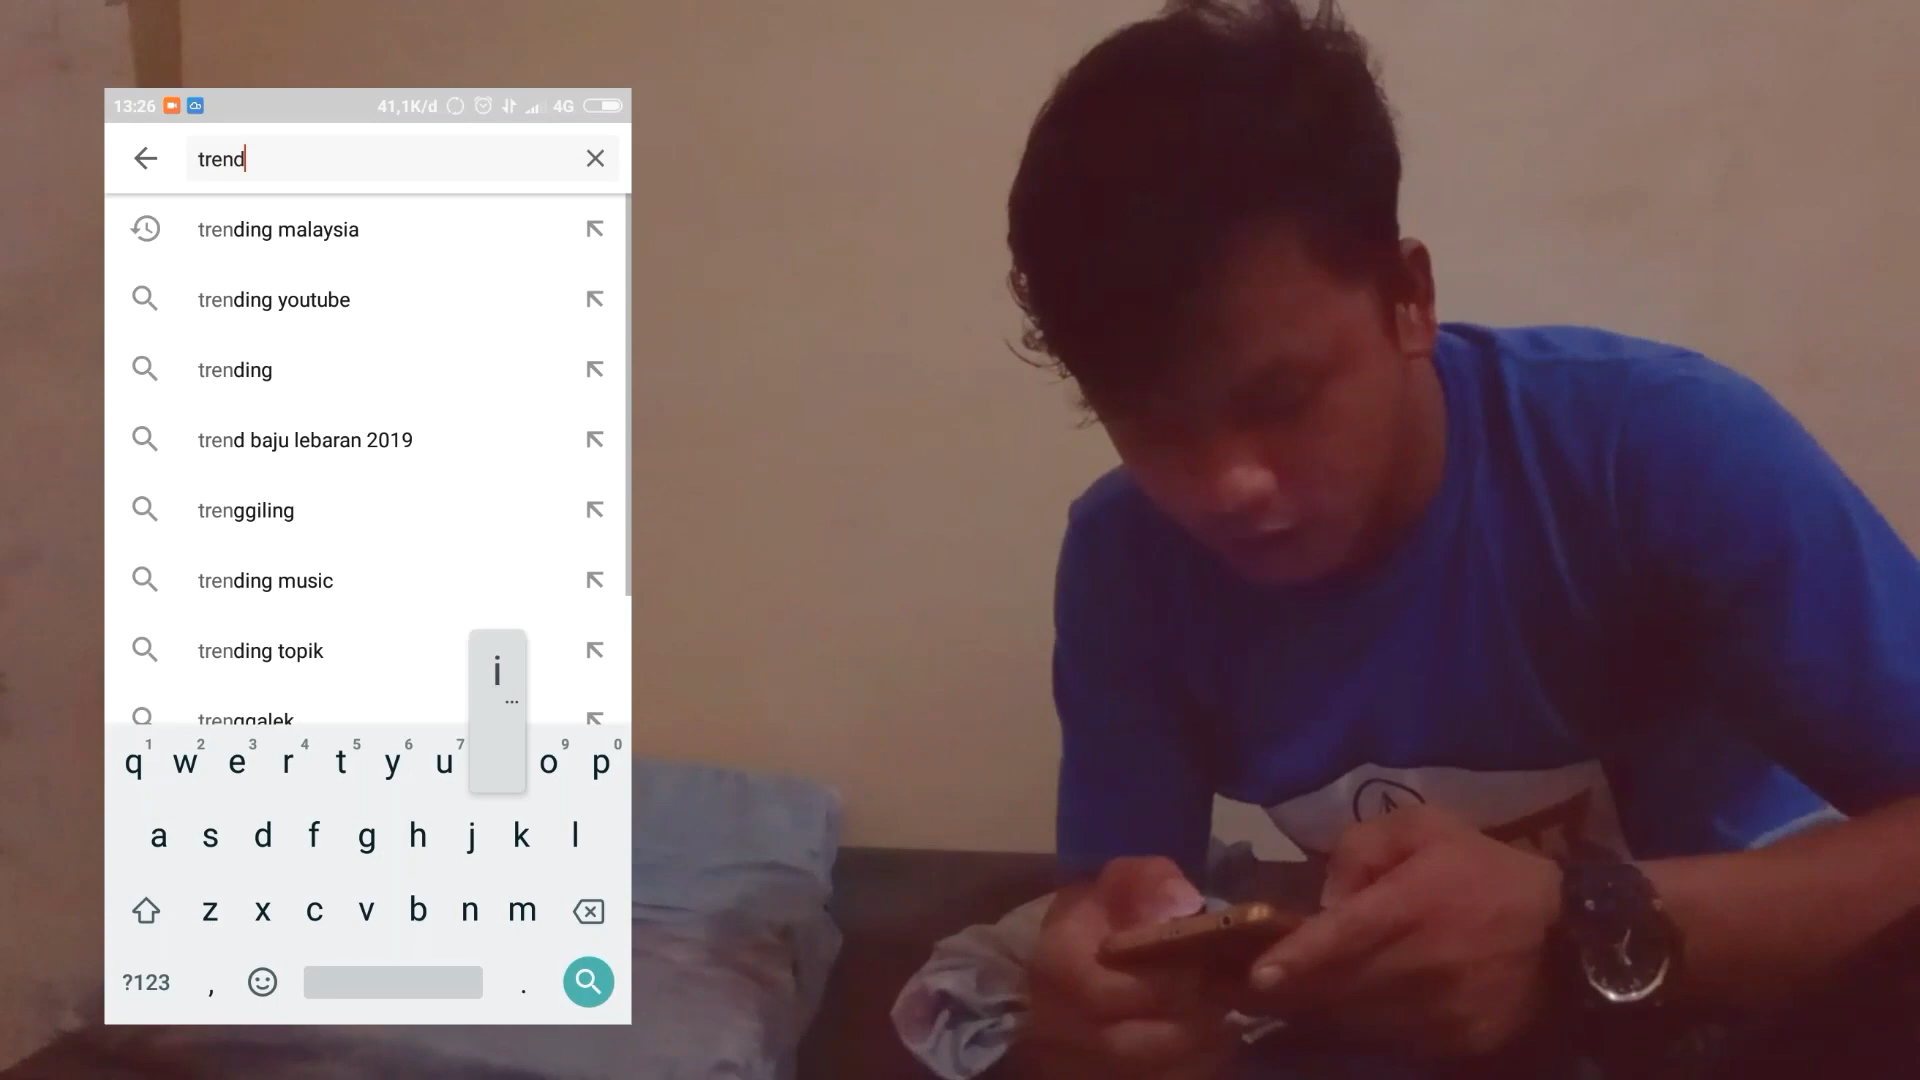 13:26 41,1K/d 4G
trend
trending malaysia
trending youtube
trending
trend baju lebaran 2019
trenggiling
trending music
trending topik
trenggalek
i
...
1 2 3 4 5 6 7 9 0
q w e r t y u o p
a s d f g h j k l
z x c v b n m
?123 , .